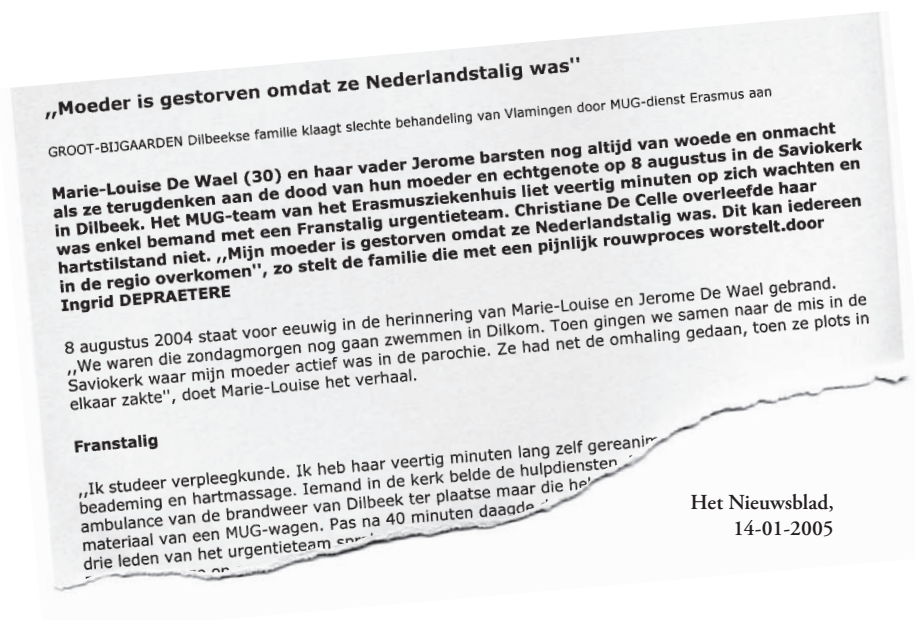 ,,Moeder is gestorven omdat ze Nederlandstalig was''
GROOT-BIJGAARDEN Dilbeekse familie klaagt slechte behandeling van Vlamingen door MUG-dienst Erasmus aan
Marie-Louise De Wael (30) en haar vader Jerome barsten nog altijd van woede en onmacht
als ze terugdenken aan de dood van hun moeder en echtgenote op 8 augustus in de Saviokerk
in Dilbeek. Het MUG-team van het Erasmusziekenhuis liet veertig minuten op zich wachten en
was enkel bemand met een Franstalig urgentieteam. Christiane De Celle overleefde haar
hartstilstand niet. ,,Mijn moeder is gestorven omdat ze Nederlandstalig was. Dit kan iedereen
in de regio overkomen'', zo stelt de familie die met een pijnlijk rouwproces worstelt.door
Ingrid DEPRAETERE
8 augustus 2004 staat voor eeuwig in de herinnering van Marie-Louise en Jerome De Wael gebrand.
,,We waren die zondagmorgen nog gaan zwemmen in Dilkom. Toen gingen we samen naar de mis in de
Saviokerk waar mijn moeder actief was in de parochie. Ze had net de omhaling gedaan, toen ze plots in
elkaar zakte'', doet Marie-Louise het verhaal.
Franstalig
,,Ik studeer verpleegkunde. Ik heb haar veertig minuten lang zelf
beademing en hartmassage. Iemand in de kerk belde de hulpdiensten
ambulance van de brandweer van Dilbeek ter plaatse maar die
materiaal van een MUG-wagen. Pas na 40 minuten daagde
drie leden van het urgentieteam
Het Nieuwsblad,
14-01-2005